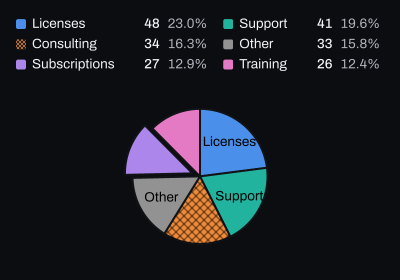 Licenses 48 23.0% Support 41 19.6%
Consulting 34 16.3% Other 33 15.8%
Subscriptions 27 12.9% Training 26 12.4%
Licenses
Support
Other